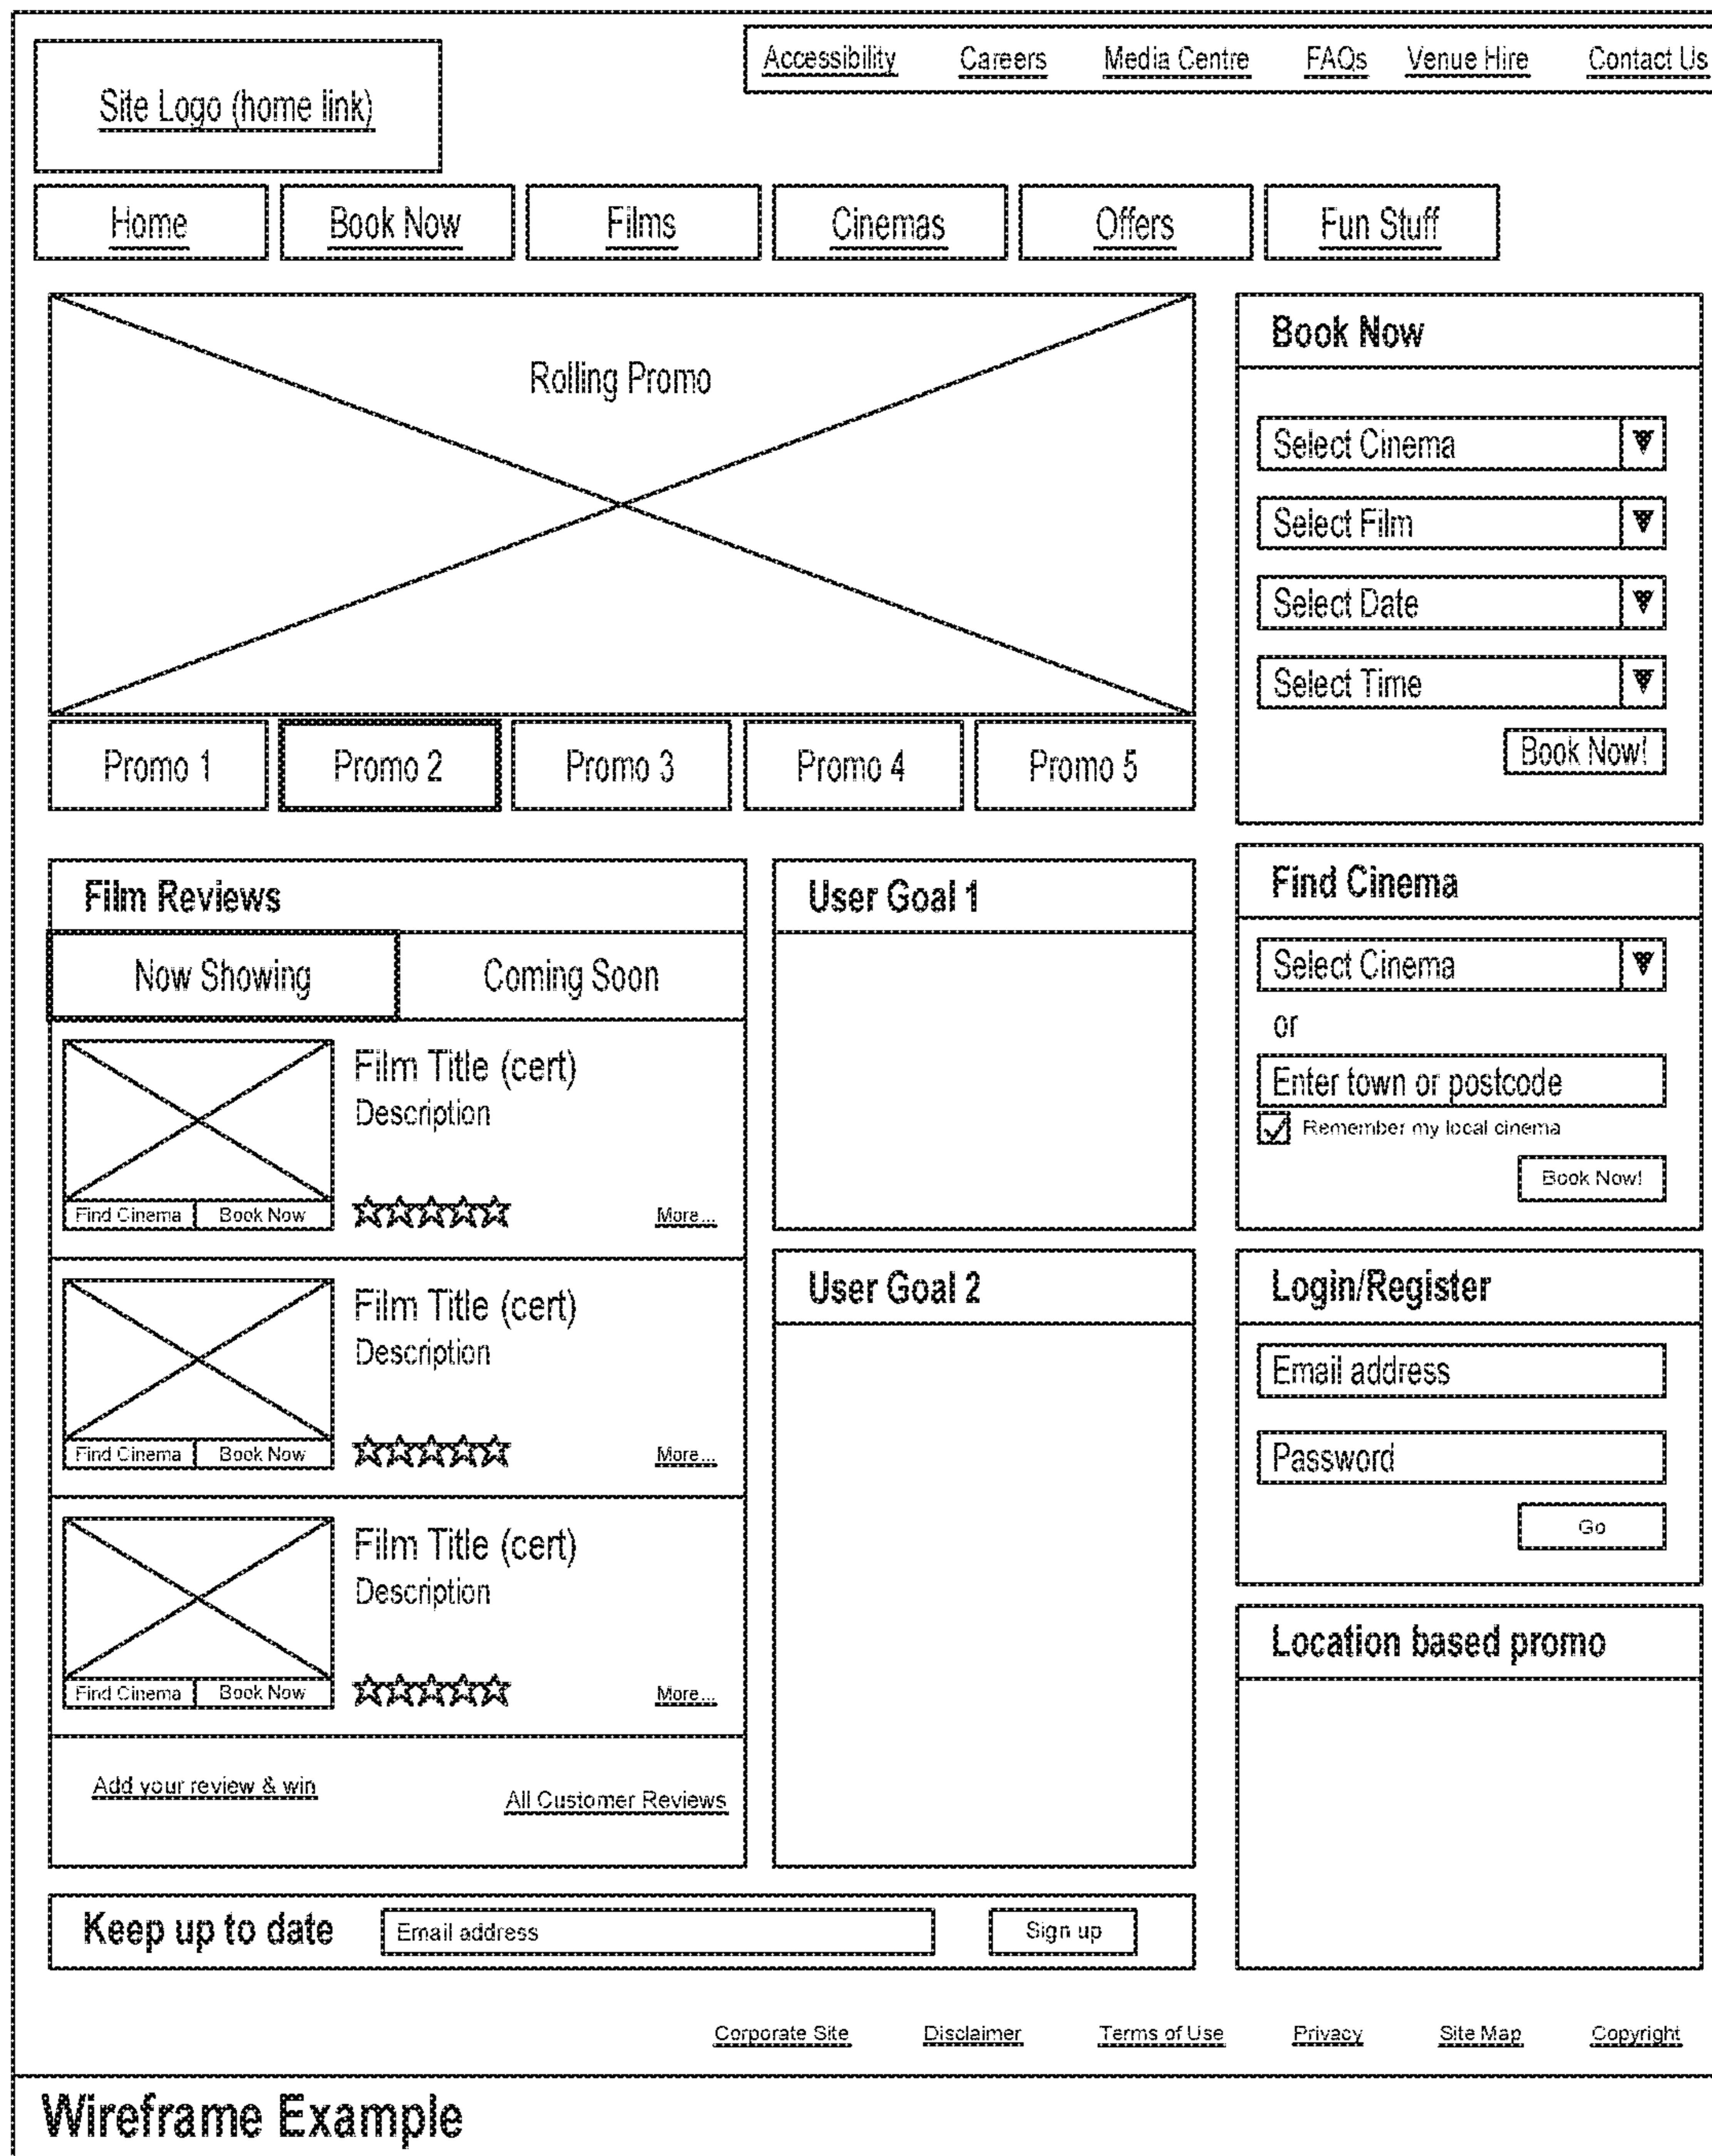 Accessibility Careers Media Centre FAQs Venue Hire Contact Us
Site Logo (home link)
Home Book Now Films Cinemas Offers Fun Stuff
Rolling Promo
Promo 1 Promo 2 Promo 3 Promo 4 Promo 5
Book Now
Select Cinema
Select Film
Select Date
Select Time
Book Now!
Film Reviews
Now Showing Coming Soon
Film Title (cert)
Description
Find Cinema Book Now More...
Film Title (cert)
Description
Find Cinema Book Now More...
Film Title (cert)
Description
Find Cinema Book Now More...
Add your review & win
All Customer Reviews
User Goal 1
User Goal 2
Find Cinema
Select Cinema
or
Enter town or postcode
Remember my local cinema
Book Now!
Login/Register
Email address
Password
Go
Location based promo
Keep up to date Email address Sign up
Corporate Site Disclaimer Terms of Use Privacy Site Map Copyright
Wireframe Example